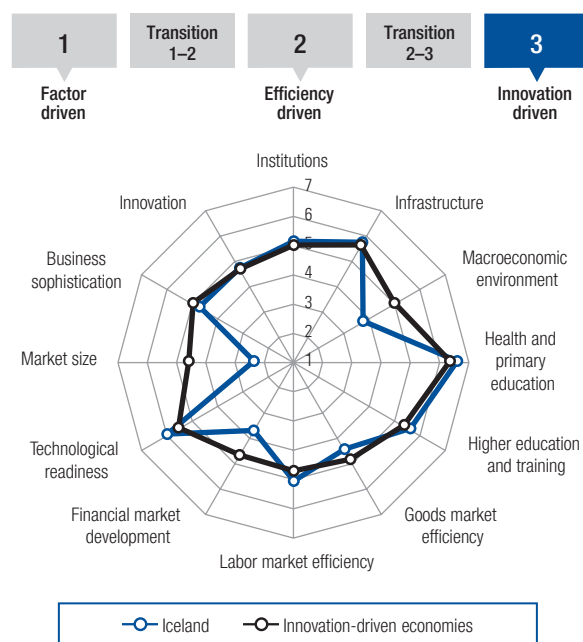 1
Transition
1–2
2
Transition
2–3
3
Factor
driven
Efficiency
driven
Innovation
driven
Institutions
7
6
5
4
3
2
1
Infrastructure
Macroeconomic
environment
Health and
primary
education
Higher education
and training
Goods market
efficiency
Labor market efficiency
Financial market
development
Technological
readiness
Market size
Business
sophistication
Innovation
Iceland
Innovation-driven economies